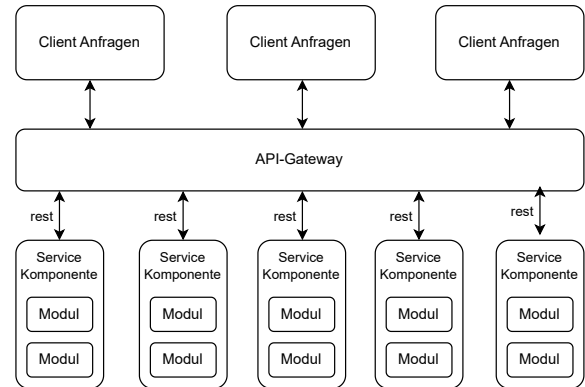 Client Anfragen
Client Anfragen
Client Anfragen
API-Gateway
rest
rest
rest
rest
rest
Service
Komponente
Modul
Modul
Service
Komponente
Modul
Modul
Service
Komponente
Modul
Modul
Service
Komponente
Modul
Modul
Service
Komponente
Modul
Modul